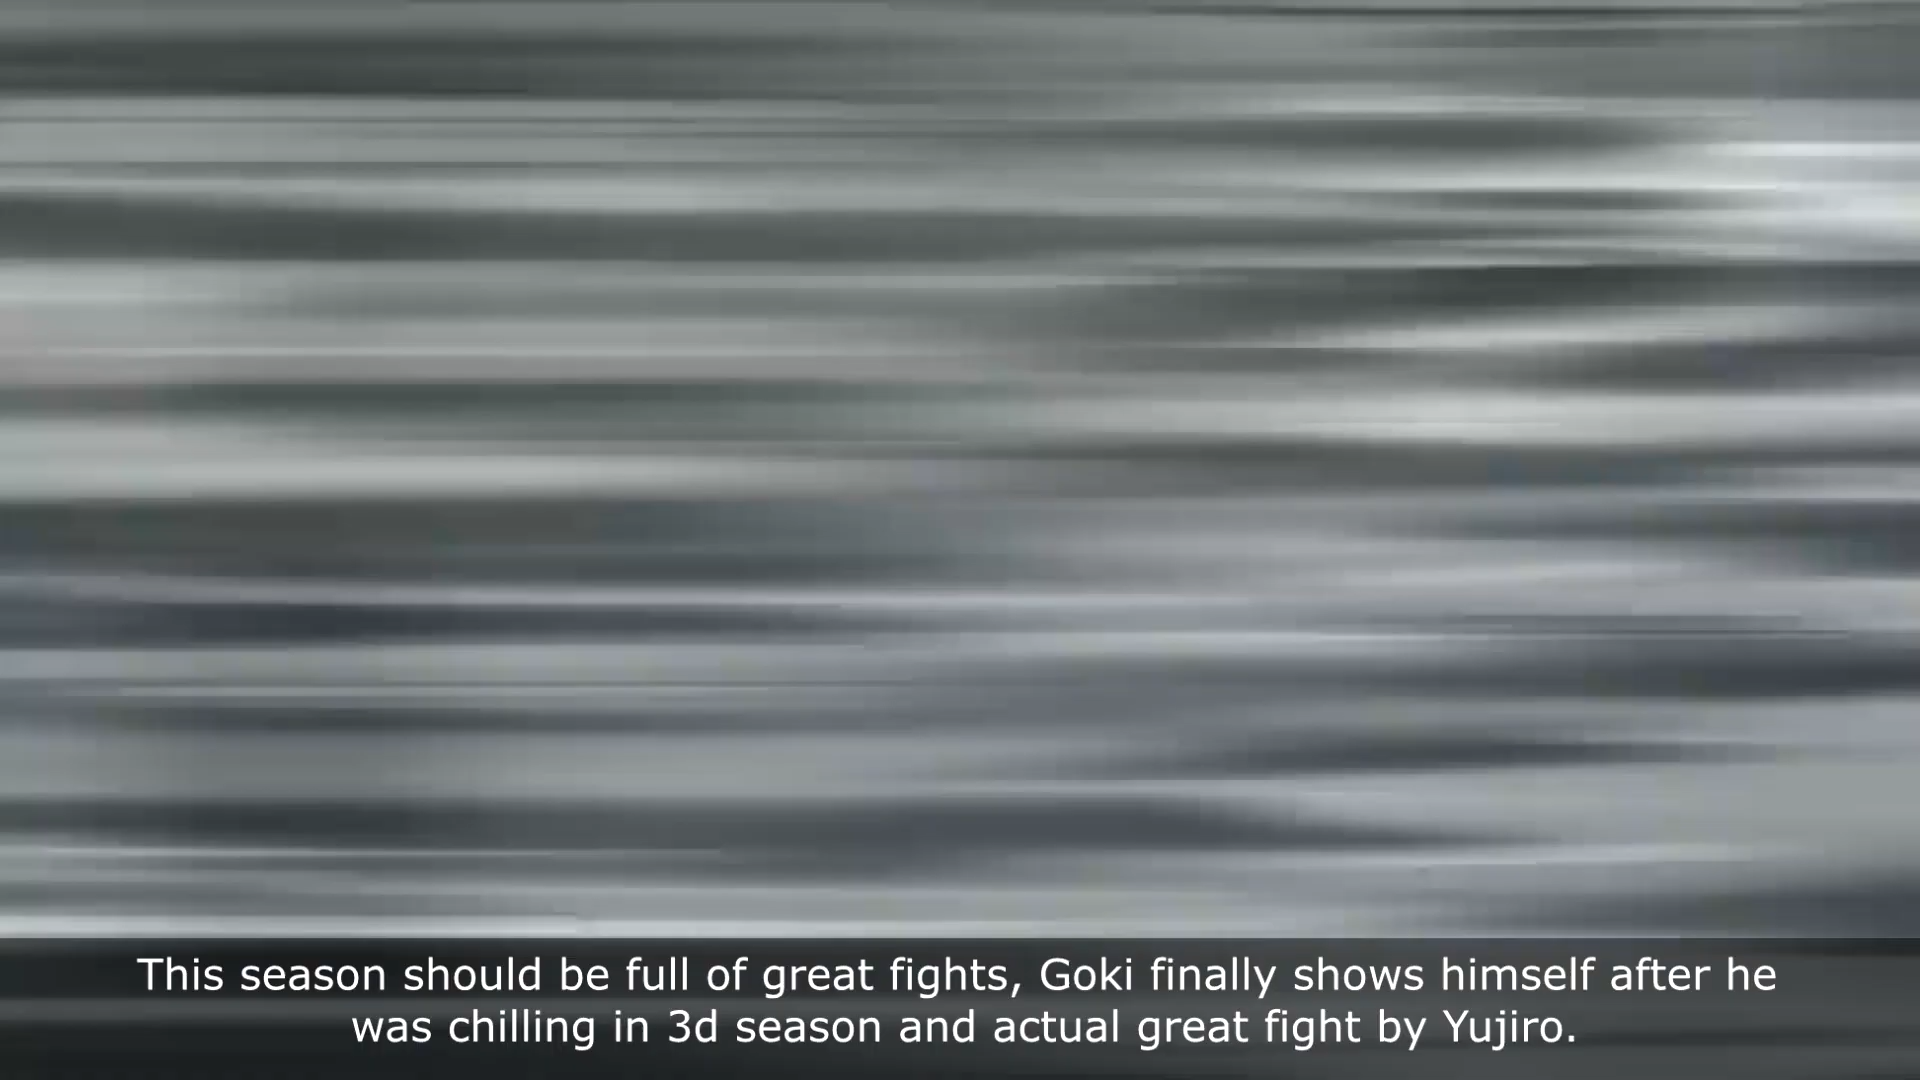 This season should be full of great fights, Goki finally shows himself after he
was chilling in 3d season and actual great fight by Yujiro.